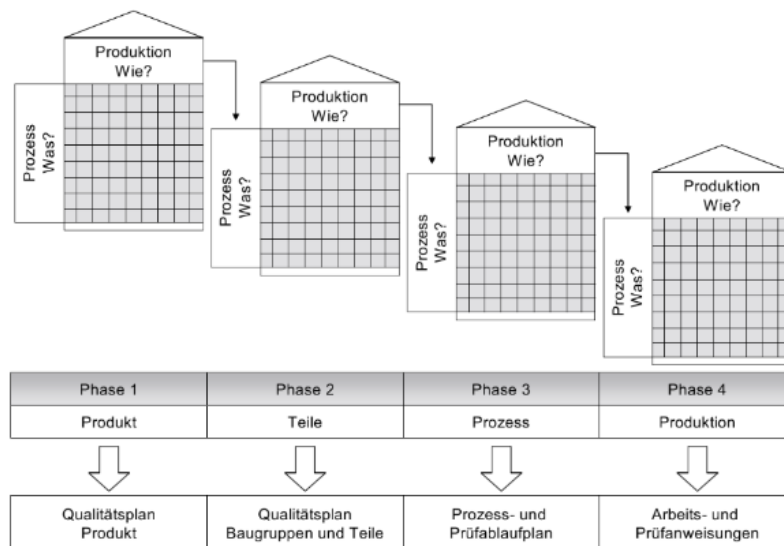 Produktion
Wie?
Prozess
Was?
Produktion
Wie?
Prozess
Was?
Produktion
Wie?
Prozess
Was?
Produktion
Wie?
Prozess
Was?
Phase 1
Phase 2
Phase 3
Phase 4
Produkt
Teile
Prozess
Produktion
Qualitätsplan
Produkt
Qualitätsplan
Baugruppen und Teile
Prozess- und
Prüfablaufplan
Arbeits- und
Prüfanweisungen